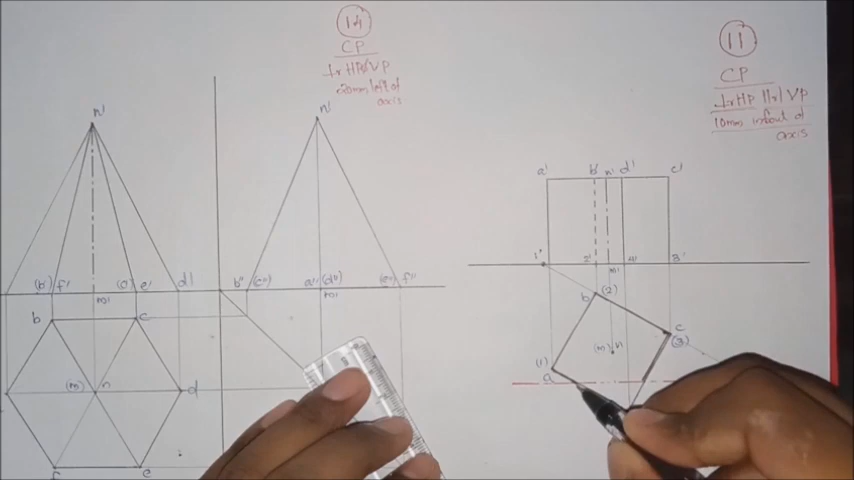 14
CP
⊥r HP/VP
20mm left of
axis
11
CP
⊥r HP ||r/ VP
10mm infront of
axis
n'
n'
a' b' n' d' c'
(b') f' (c') e' d'
m'
b" (c") a" (d") (e") f"
m'
1' 2' 4' 3'
m'
b c
(m) n d
f e
b (2)
c
(3)
(m) n
(1)
a